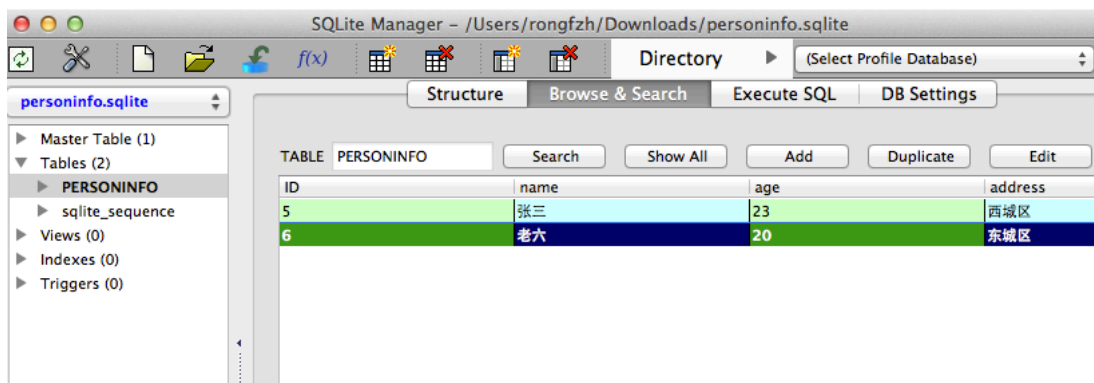 SQLite Manager – /Users/rongfzh/Downloads/personinfo.sqlite
f(x) Directory (Select Profile Database)
personinfo.sqlite
Structure Browse & Search Execute SQL DB Settings
Master Table (1)
Tables (2)
PERSONINFO
sqlite_sequence
Views (0)
Indexes (0)
Triggers (0)
TABLE PERSONINFO Search Show All Add Duplicate Edit
ID name age address
5 张三 23 西城区
6 老六 20 东城区